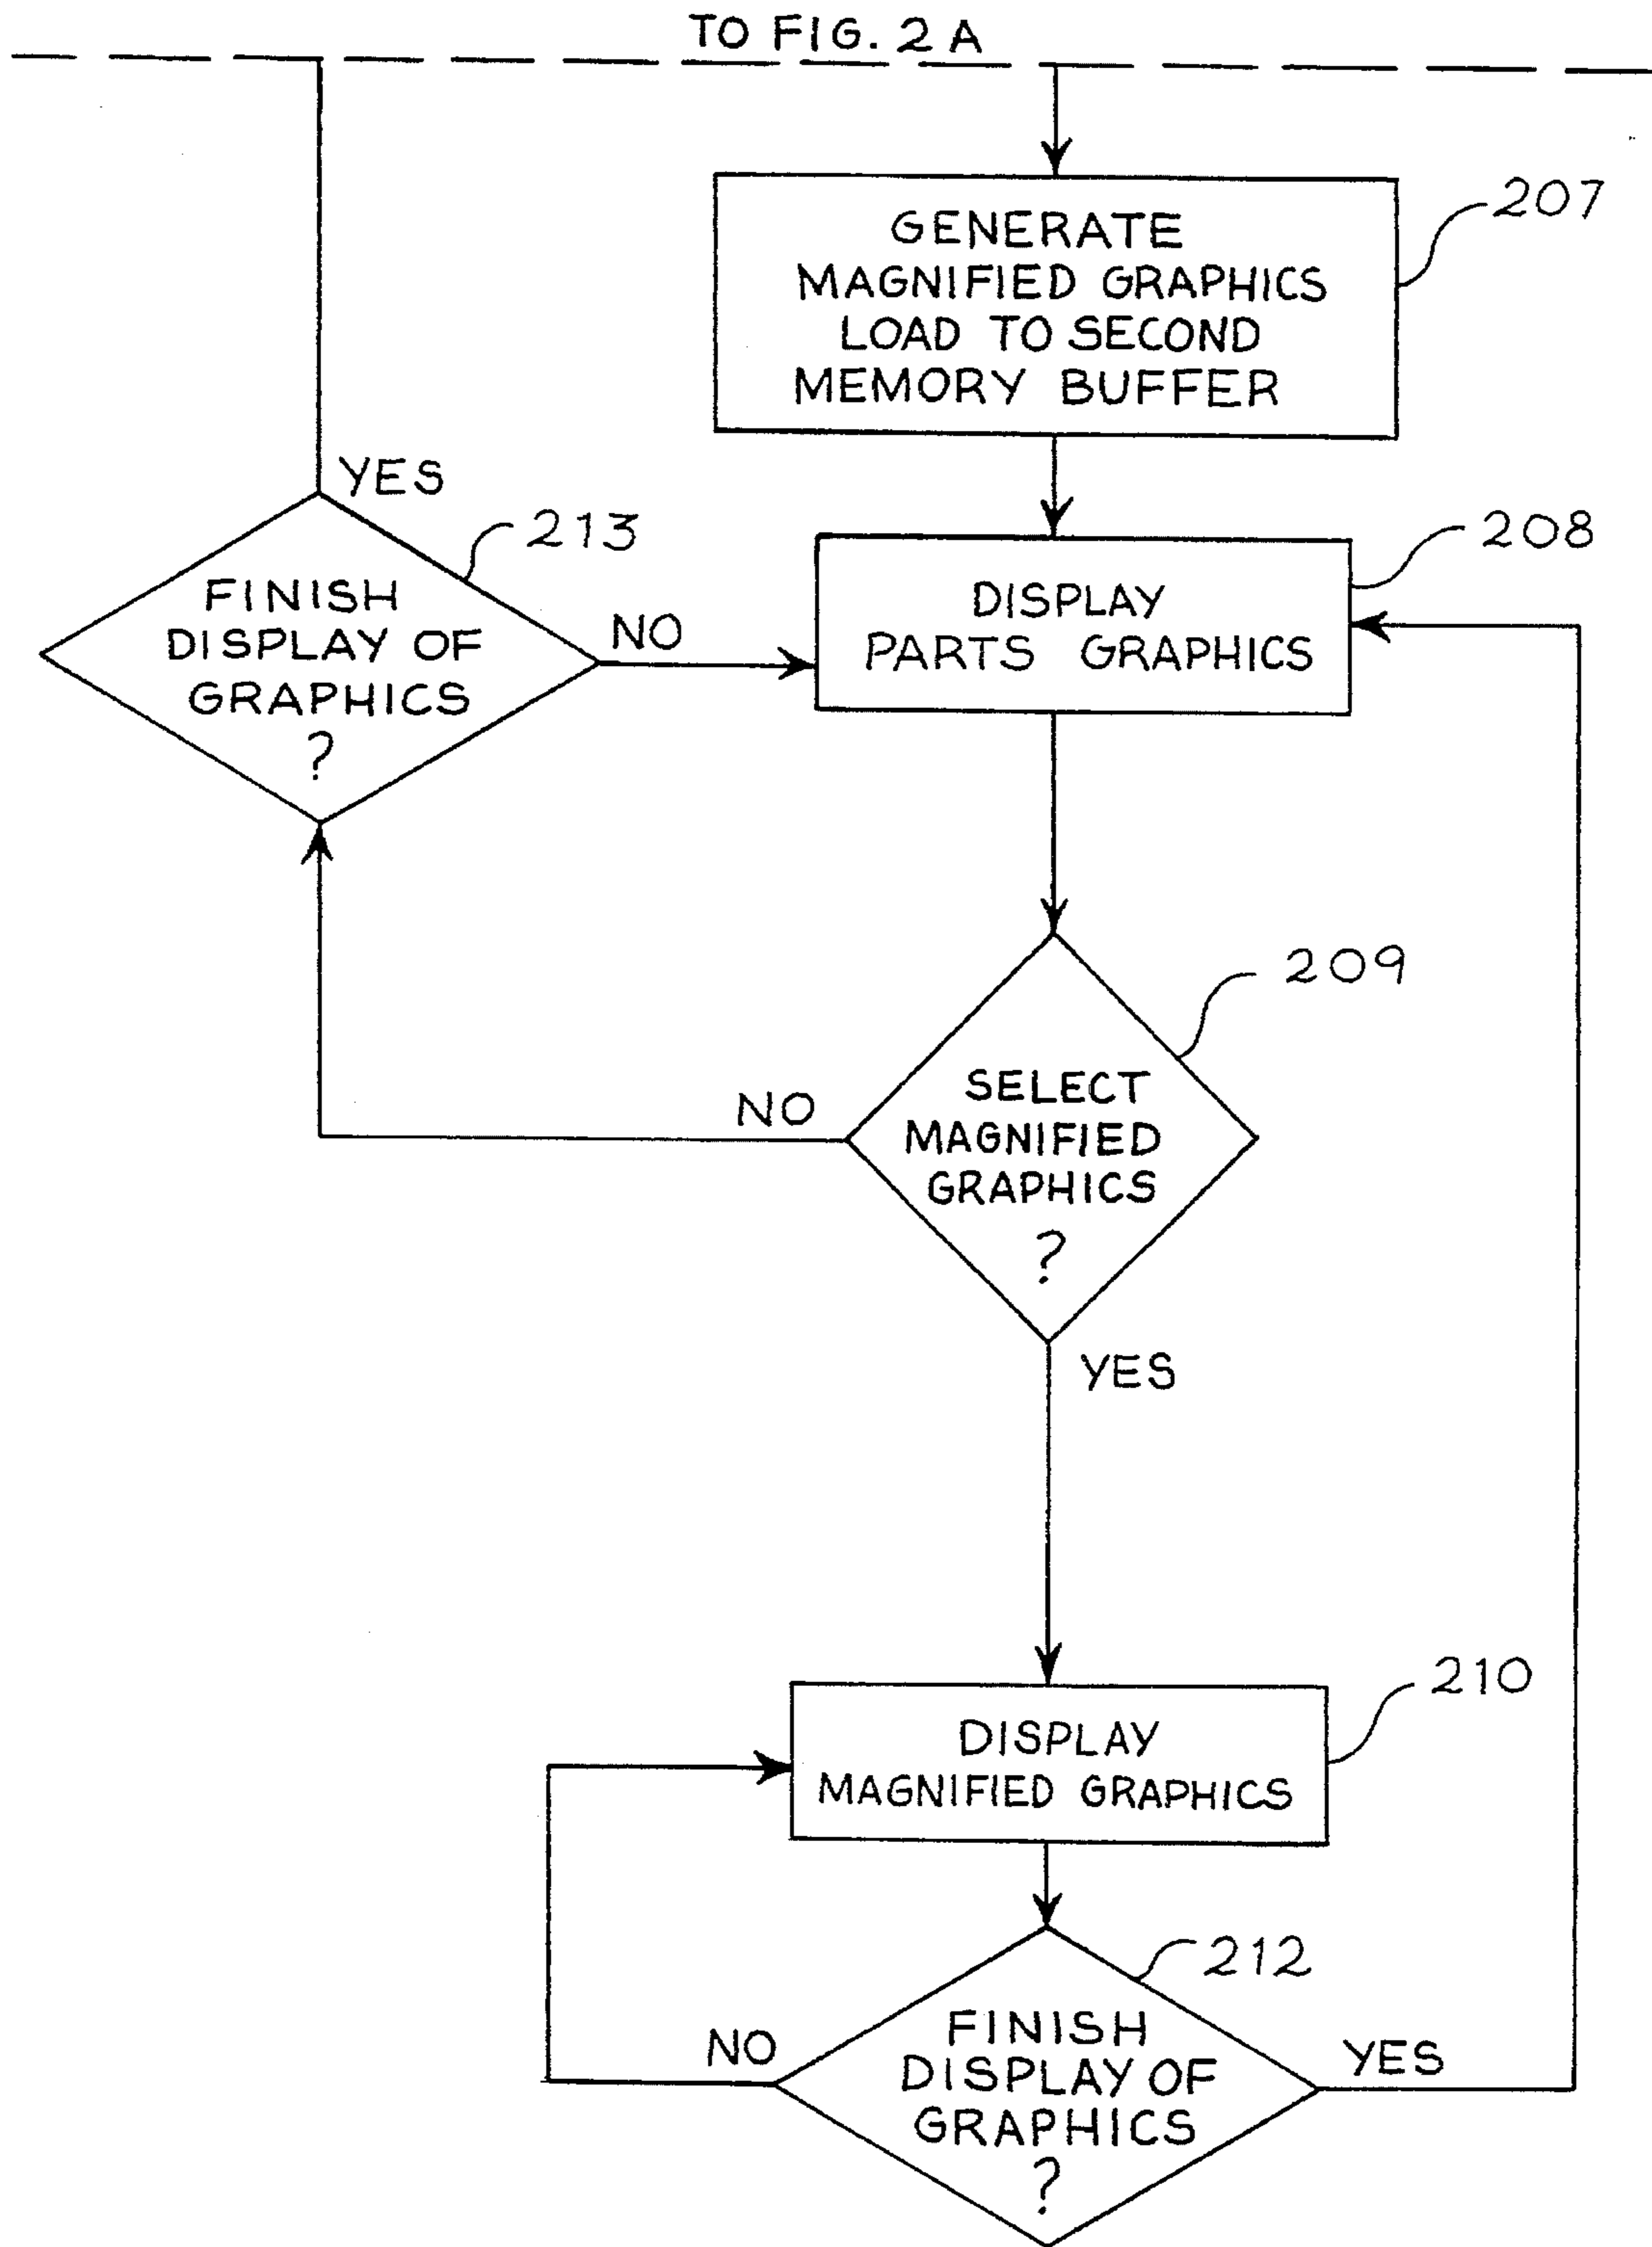 TO FIG. 2A
207
GENERATE
MAGNIFIED GRAPHICS
LOAD TO SECOND
MEMORY BUFFER
YES
213
FINISH
DISPLAY OF
GRAPHICS
?
NO
208
DISPLAY
PARTS GRAPHICS
209
SELECT
MAGNIFIED
GRAPHICS
?
NO
YES
210
DISPLAY
MAGNIFIED GRAPHICS
212
FINISH
DISPLAY OF
GRAPHICS
?
NO
YES